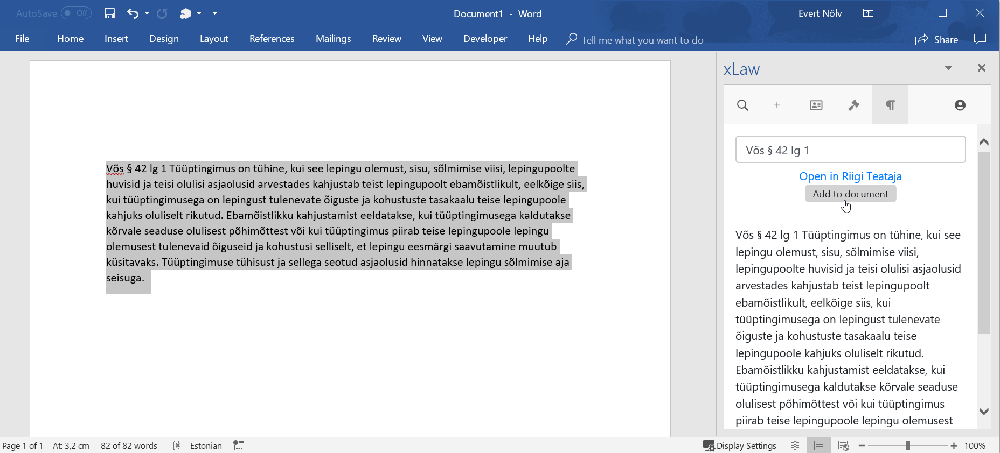 AutoSave Off
Document1 - Word
Evert Nõlv
File Home Insert Design Layout References Mailings Review View Developer Help Tell me what you want to do
Share
Võs § 42 lg 1 Tüüptingimus on tühine, kui see lepingu olemust, sisu, sõlmimise viisi, lepingupoolte
huvisid ja teisi olulisi asjaolusid arvestades kahjustab teist lepingupoolt ebamõistlikult, eelkõige siis,
kui tüüptingimusega on lepingust tulenevate õiguste ja kohustuste tasakaalu teise lepingupoole
kahjuks oluliselt rikutud. Ebamõistlikku kahjustamist eeldatakse, kui tüüptingimusega kaldutakse
kõrvale seaduse olulisest põhimõttest või kui tüüptingimus piirab teise lepingupoole lepingu
olemusest tulenevaid õiguseid ja kohustusi selliselt, et lepingu eesmärgi saavutamine muutub
küsitavaks. Tüüptingimuse tühisust ja sellega seotud asjaolusid hinnatakse lepingu sõlmimise aja
seisuga.
xLaw
Võs § 42 lg 1
Open in Riigi Teataja
Add to document
Võs § 42 lg 1 Tüüptingimus on tühine, kui see
lepingu olemust, sisu, sõlmimise viisi,
lepingupoolte huvisid ja teisi olulisi asjaolusid
arvestades kahjustab teist lepingupoolt
ebamõistlikult, eelkõige siis, kui
tüüptingimusega on lepingust tulenevate
õiguste ja kohustuste tasakaalu teise
lepingupoole kahjuks oluliselt rikutud.
Ebamõistlikku kahjustamist eeldatakse, kui
tüüptingimusega kaldutakse kõrvale seaduse
olulisest põhimõttest või kui tüüptingimus
piirab teise lepingupoole lepingu olemusest
Page 1 of 1 At: 3,2 cm 82 of 82 words Estonian
Display Settings 100%